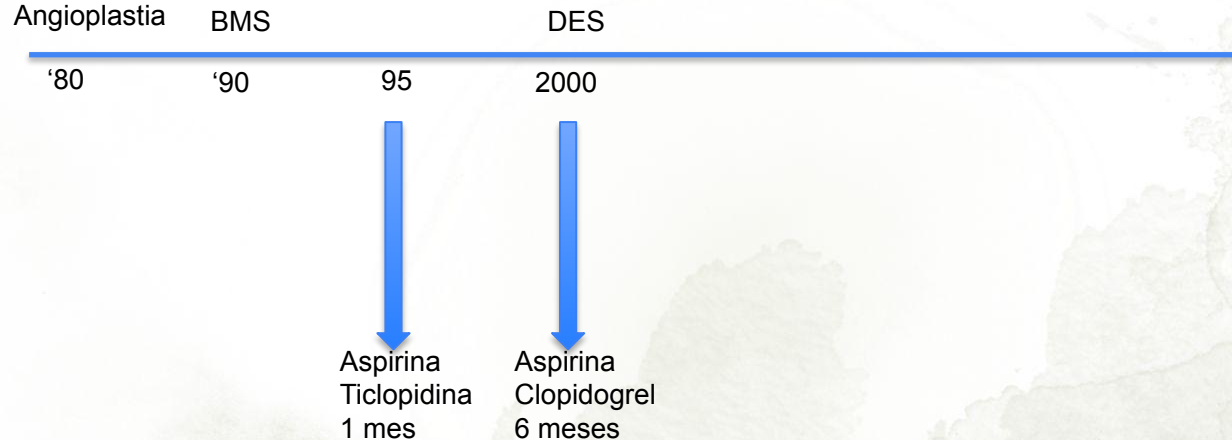 Angioplastia BMS DES
‘80 ‘90 95 2000
Aspirina
Ticlopidina
1 mes
Aspirina
Clopidogrel
6 meses